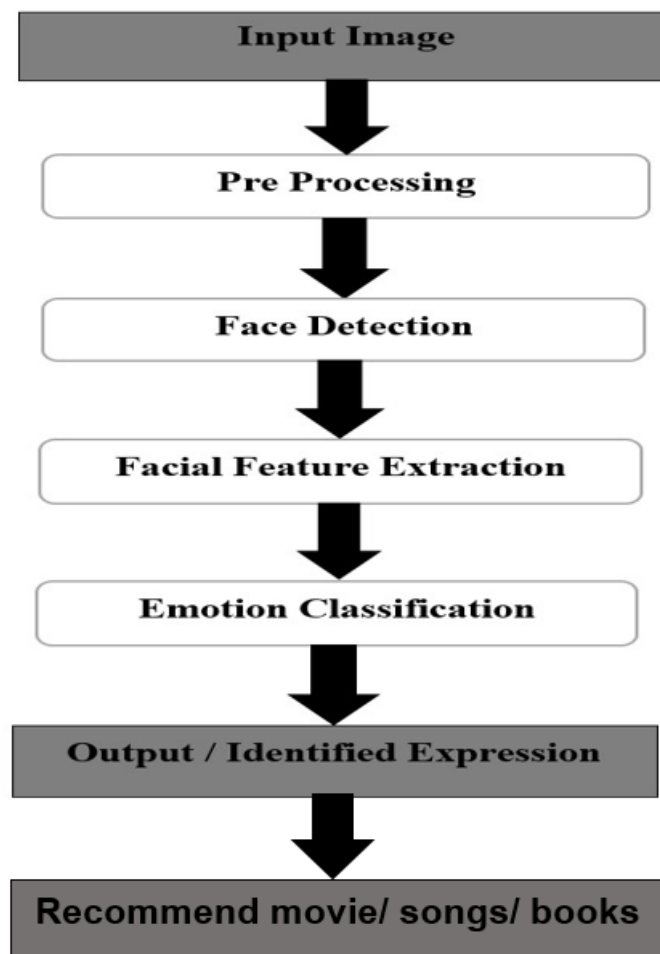 Input Image
Pre Processing
Face Detection
Facial Feature Extraction
Emotion Classification
Output / Identified Expression
Recommend movie/ songs/ books